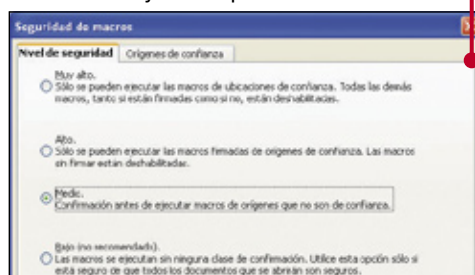 Seguridad de macros
Nivel de seguridad
Orígenes de confianza
Muy alto.
Sólo se pueden ejecutar las macros de ubicaciones de confianza. Todas las demás
macros, tanto si están firmadas como si no, están deshabilitadas.
Alto.
Sólo se pueden ejecutar las macros firmadas de orígenes de confianza. Las macros
sin firmar están deshabilitadas.
Medio.
Confirmación antes de ejecutar macros de orígenes que no son de confianza.
Bajo (no recomendado).
Las macros se ejecutan sin ninguna clase de confirmación. Utilice esta opción sólo si
está seguro de que todos los documentos que se abrirán son seguros.